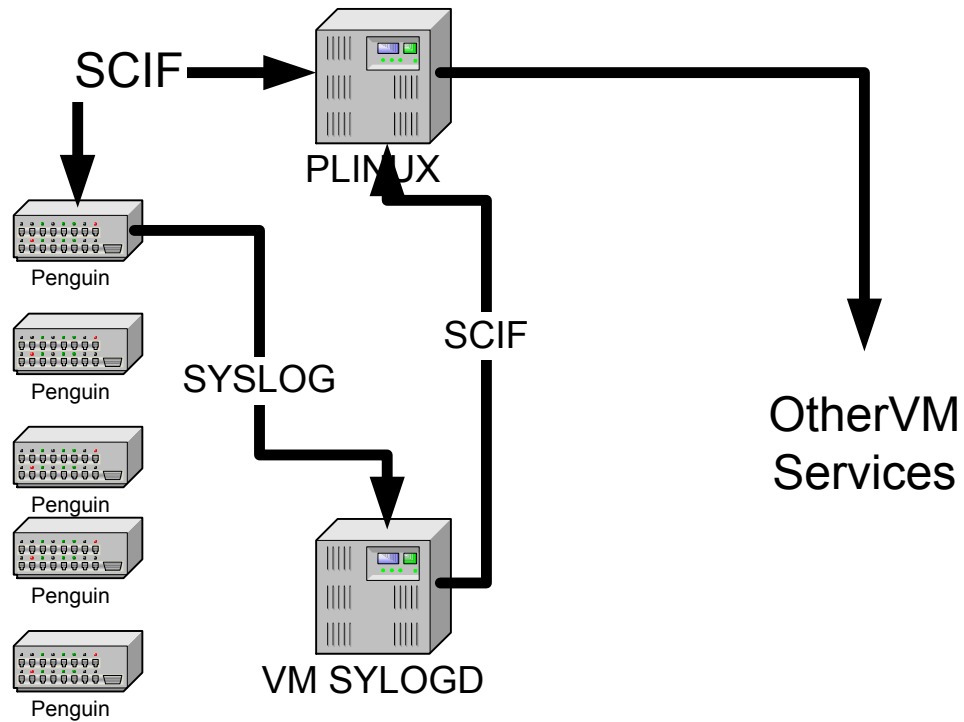 SCIF
PLINUX
Penguin
Penguin
Penguin
Penguin
Penguin
SYSLOG
SCIF
OtherVM
Services
VM SYLOGD